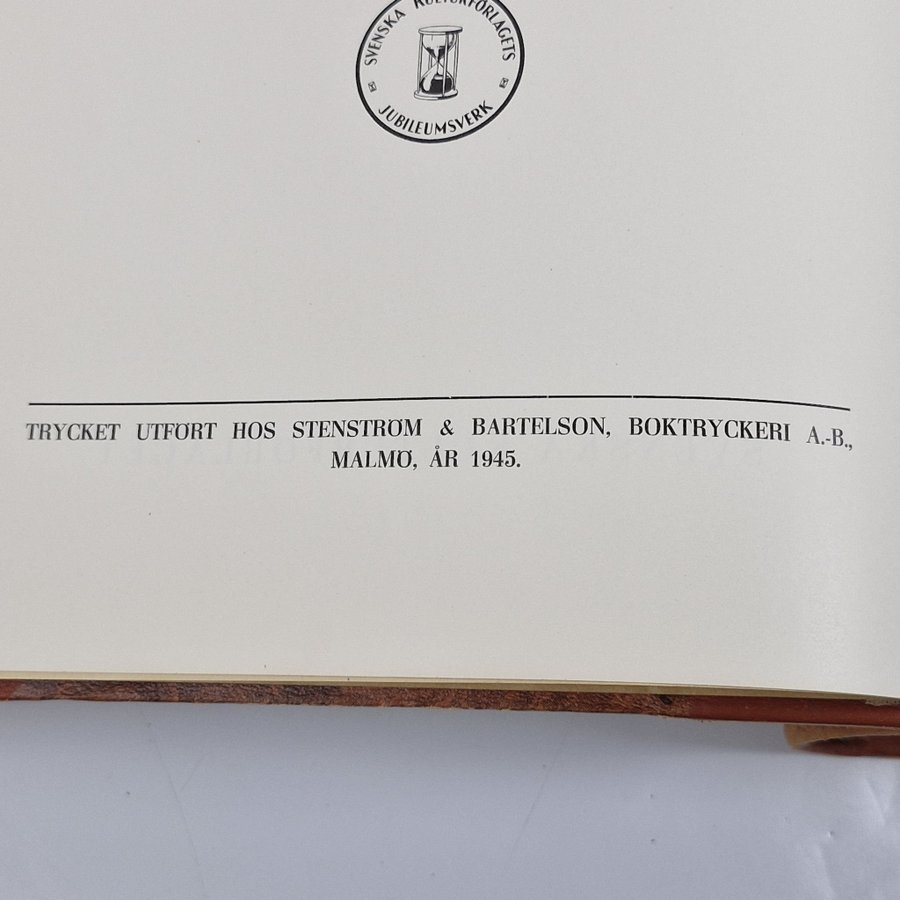 SVENSKA KULTURFÖRLAGETS
JUBILEUMSVERK
TRYCKET UTFÖRT HOS STENSTRÖM & BARTELSON, BOKTRYCKERI A.-B.,
MALMÖ, ÅR 1945.